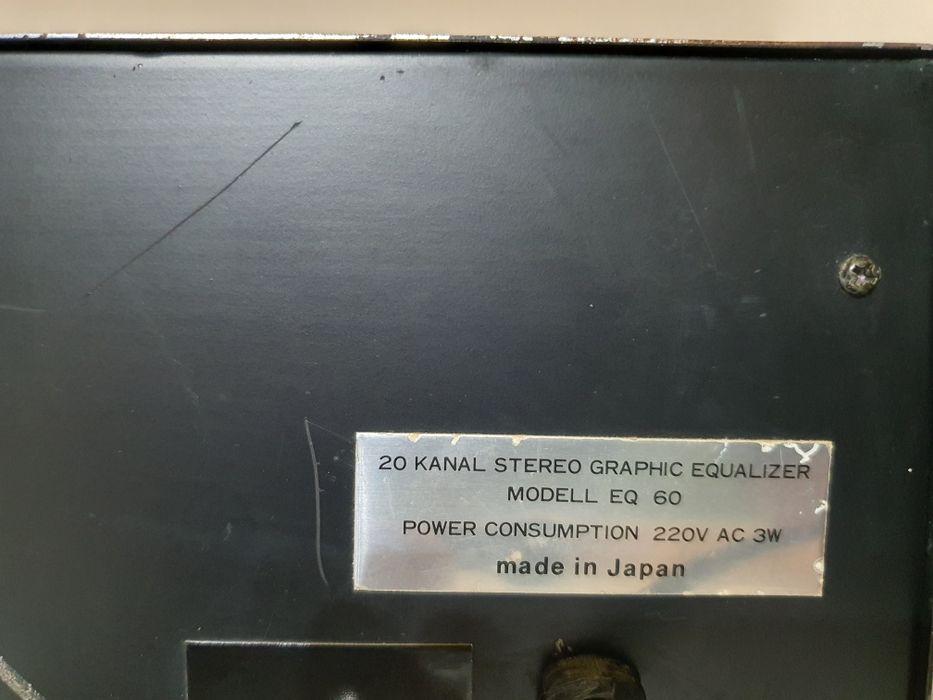 20 KANAL STEREO GRAPHIC EQUALIZER
MODELL EQ 60
POWER CONSUMPTION 220V AC 3W
made in Japan